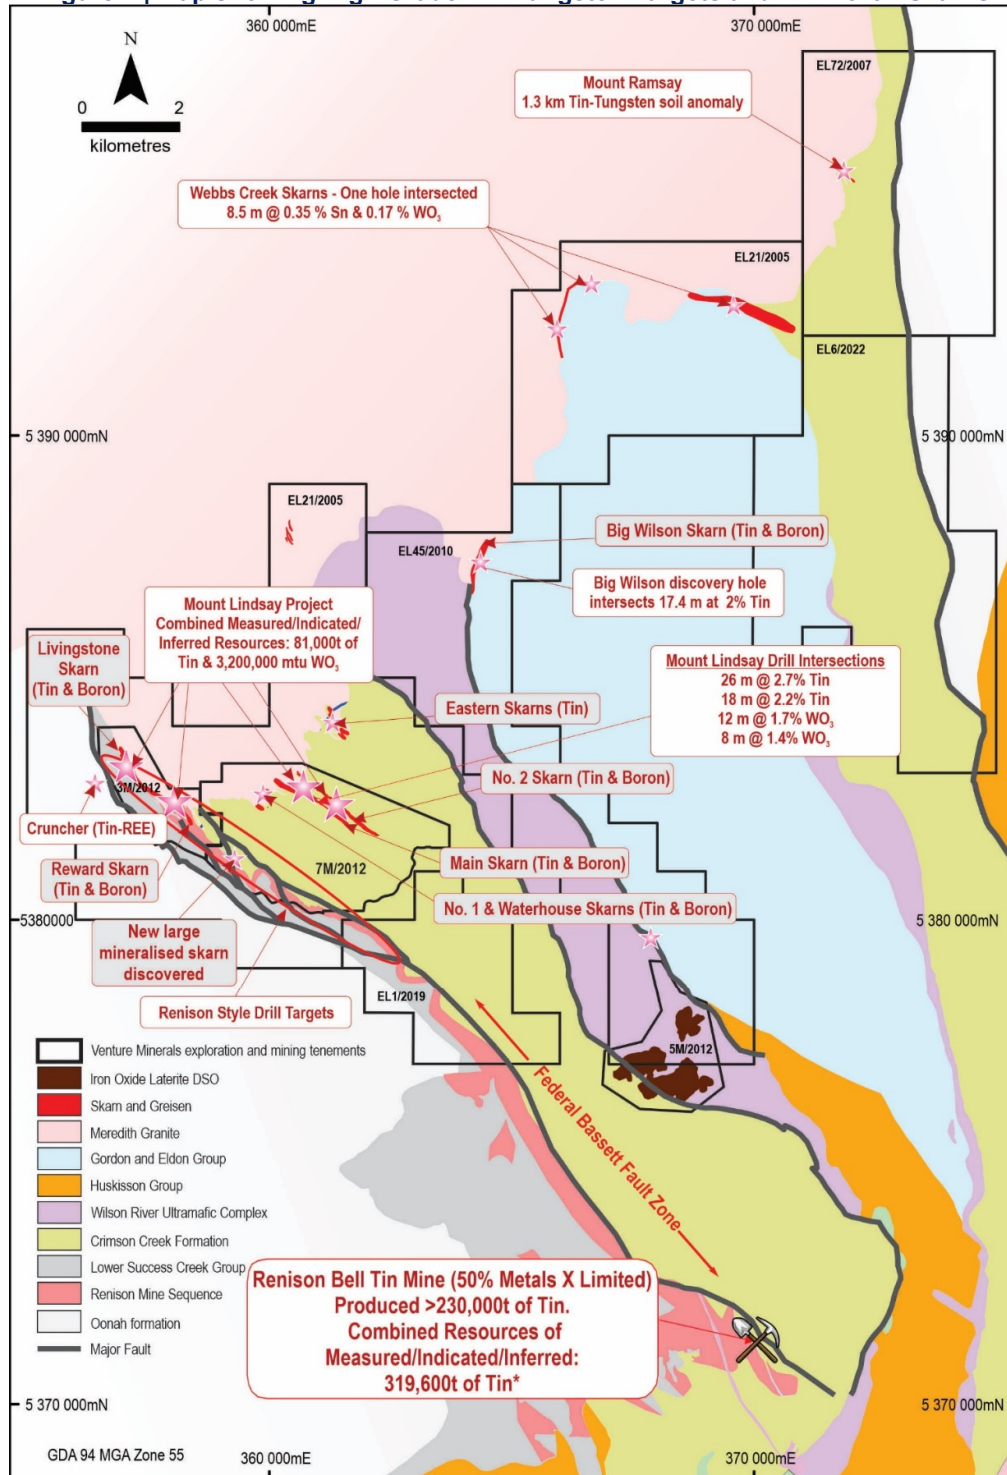 360 000mE
370 000mE
N
0 2
kilometres
EL72/2007
Mount Ramsay
1.3 km Tin-Tungsten soil anomaly
Webbs Creek Skarns - One hole intersected
8.5 m @ 0.35 % Sn & 0.17 % WO₃
EL21/2005
EL6/2022
5 390 000mN
5 390 000mN
EL21/2005
EL45/2010
Big Wilson Skarn (Tin & Boron)
Big Wilson discovery hole
intersects 17.4 m at 2% Tin
Mount Lindsay Project
Combined Measured/Indicated/
Inferred Resources: 81,000t of
Tin & 3,200,000 mtu WO₃
Livingstone
Skarn
(Tin & Boron)
Mount Lindsay Drill Intersections
26 m @ 2.7% Tin
18 m @ 2.2% Tin
12 m @ 1.7% WO₃
8 m @ 1.4% WO₃
Eastern Skarns (Tin)
No. 2 Skarn (Tin & Boron)
3M/2012
Cruncher (Tin-REE)
Reward Skarn
(Tin & Boron)
7M/2012
Main Skarn (Tin & Boron)
No. 1 & Waterhouse Skarns (Tin & Boron)
5380000
5 380 000mN
New large
mineralised skarn
discovered
Renison Style Drill Targets
EL1/2019
5M/2012
Federal Bassett Fault Zone
Venture Minerals exploration and mining tenements
Iron Oxide Laterite DSO
Skarn and Greisen
Meredith Granite
Gordon and Eldon Group
Huskisson Group
Wilson River Ultramafic Complex
Crimson Creek Formation
Lower Success Creek Group
Renison Mine Sequence
Oonah formation
Major Fault
Renison Bell Tin Mine (50% Metals X Limited)
Produced >230,000t of Tin.
Combined Resources of
Measured/Indicated/Inferred:
319,600t of Tin*
5 370 000mN
5 370 000mN
GDA 94 MGA Zone 55
360 000mE
370 000mE